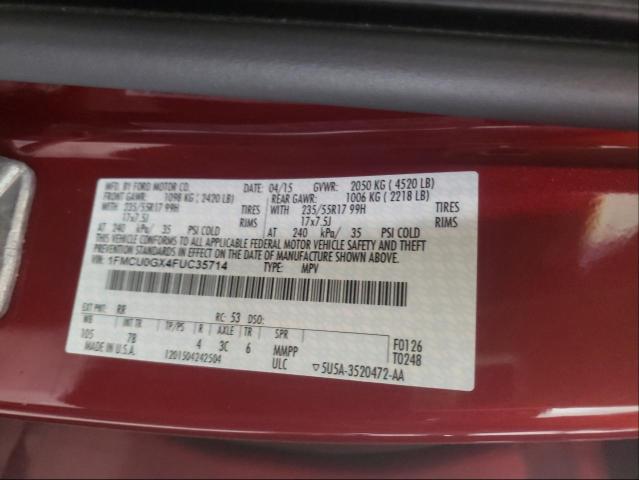 MFD. BY FORD MOTOR CO. DATE: 04/15 GVWR: 2050 KG ( 4520 LB)
FRONT GAWR: 1098 KG ( 2420 LB) REAR GAWR: 1006 KG ( 2218 LB)
WITH 235/55R17 99H TIRES WITH 235/55R17 99H TIRES
17x7.5J RIMS 17x7.5J RIMS
AT 240 kPa/ 35 PSI COLD AT 240 kPa/ 35 PSI COLD
THIS VEHICLE CONFORMS TO ALL APPLICABLE FEDERAL MOTOR VEHICLE SAFETY AND THEFT
PREVENTION STANDARDS IN EFFECT ON THE DATE OF MANUFACTURE SHOWN ABOVE.
VIN: 1FMCU0GX4FUC35714 TYPE: MPV
EXT PNT: RR RC: 53 DSO:
WB TP/PS R AXLE TR SPR F0126
105 7B 4 3C 6 MMPP T0248
MADE IN U.S.A. 1201504242504 ULC ▽5U5A-3520472-AA